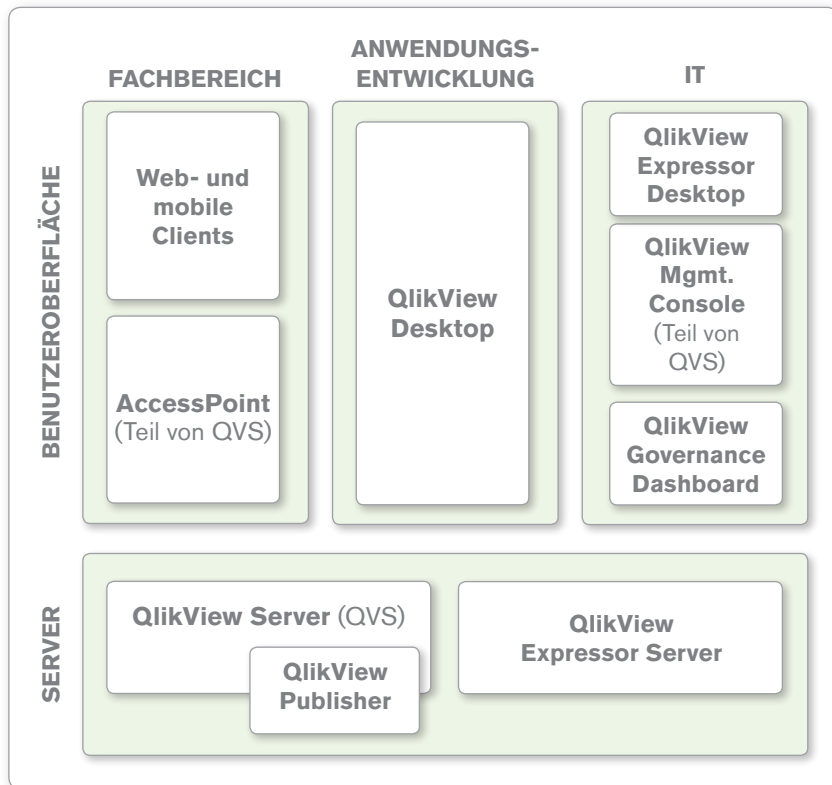 FACHBEREICH
ANWENDUNGS-
ENTWICKLUNG
IT
BENUTZEROBERFLÄCHE
Web- und
mobile
Clients
AccessPoint
(Teil von QVS)
QlikView
Desktop
QlikView
Expressor
Desktop
QlikView
Mgmt.
Console
(Teil von
QVS)
QlikView
Governance
Dashboard
SERVER
QlikView Server (QVS)
QlikView
Publisher
QlikView
Expressor Server